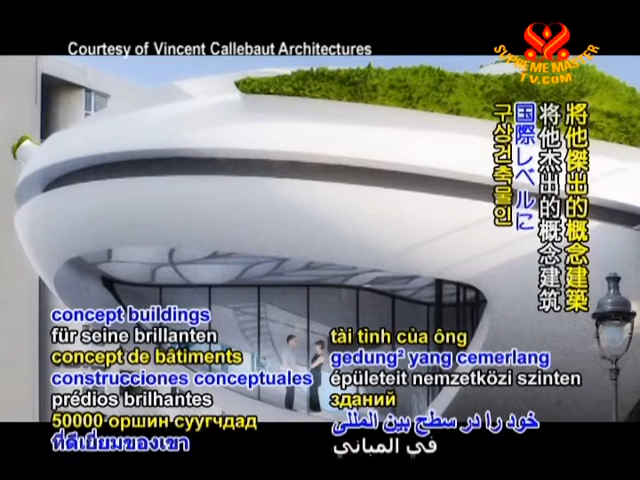 Courtesy of Vincent Callebaut Architectures
SUPREME MASTER
TV.COM
將他傑出的概念建築
将他杰出的概念建筑
国際レベルに
구상건축물인
concept buildings
für seine brillanten
concept de bâtiments
construcciones conceptuales
prédios brilhantes
50000 оршин суугчдад
ที่ดีเยี่ยมของเขา
tài tình của ông
gedung² yang cemerlang
épületeit nemzetközi szinten
зданий
خود را در سطح بین المللی
في المباني